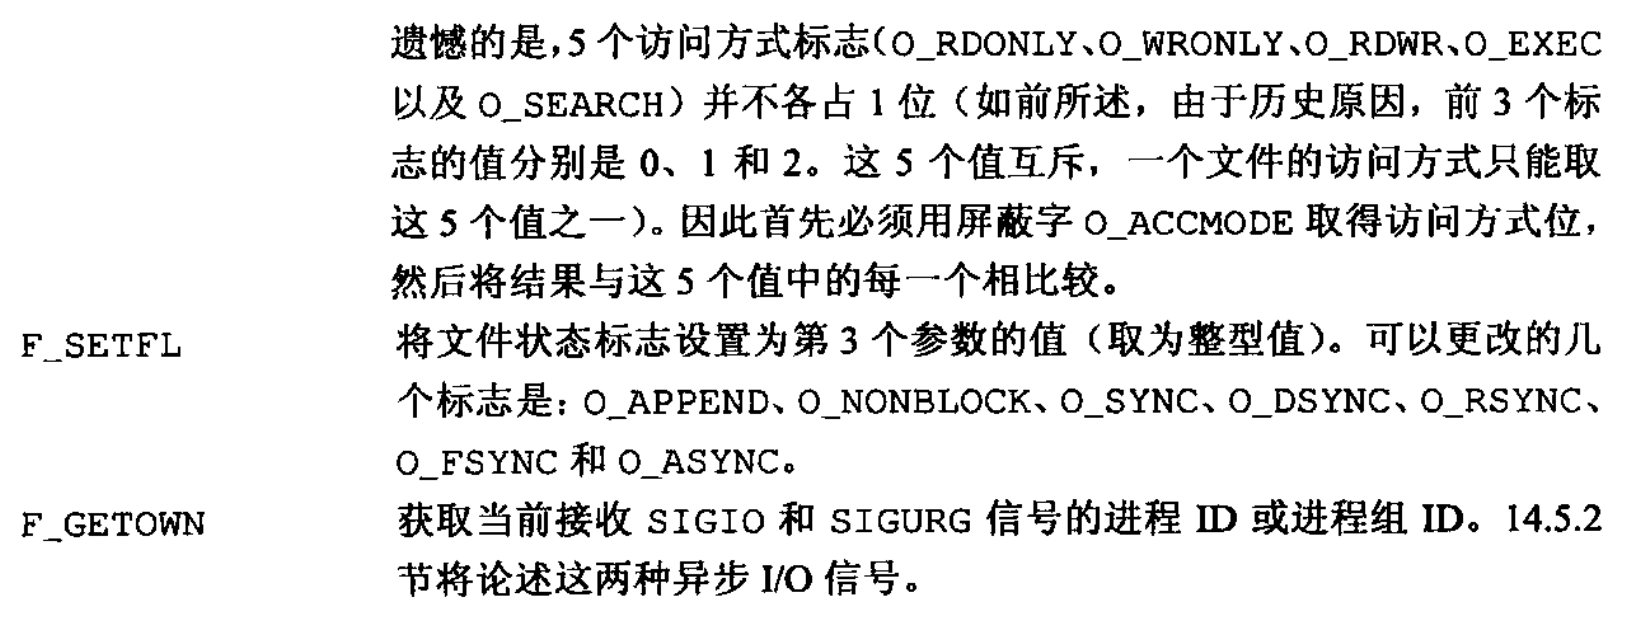 遗憾的是，5 个访问方式标志（O_RDONLY、O_WRONLY、O_RDWR、O_EXEC
以及 O_SEARCH）并不各占 1 位（如前所述，由于历史原因，前 3 个标
志的值分别是 0、1 和 2。这 5 个值互斥，一个文件的访问方式只能取
这 5 个值之一）。因此首先必须用屏蔽字 O_ACCMODE 取得访问方式位，
然后将结果与这 5 个值中的每一个相比较。
F_SETFL 将文件状态标志设置为第 3 个参数的值（取为整型值）。可以更改的几
个标志是：O_APPEND、O_NONBLOCK、O_SYNC、O_DSYNC、O_RSYNC、
O_FSYNC 和 O_ASYNC。
F_GETOWN 获取当前接收 SIGIO 和 SIGURG 信号的进程 ID 或进程组 ID。14.5.2
节将论述这两种异步 I/O 信号。